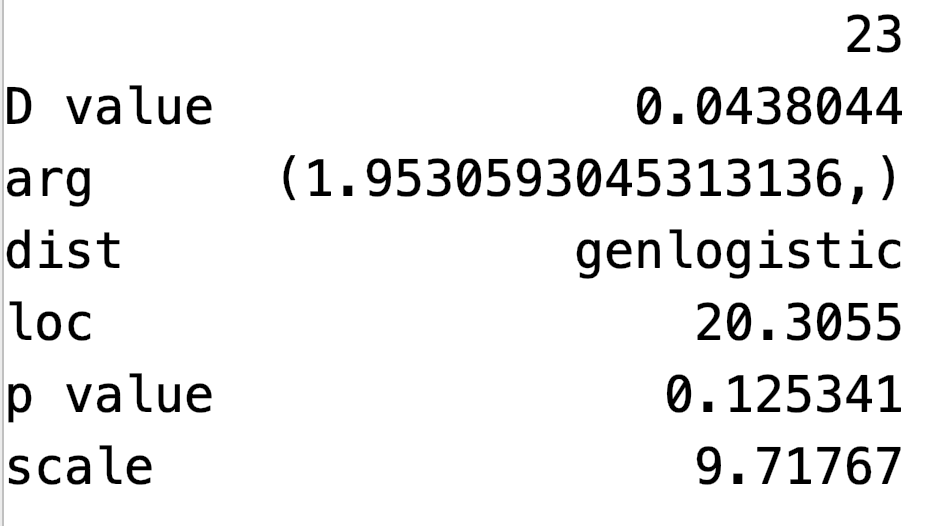 23
D value 0.0438044
arg (1.9530593045313136,)
dist genlogistic
loc 20.3055
p value 0.125341
scale 9.71767